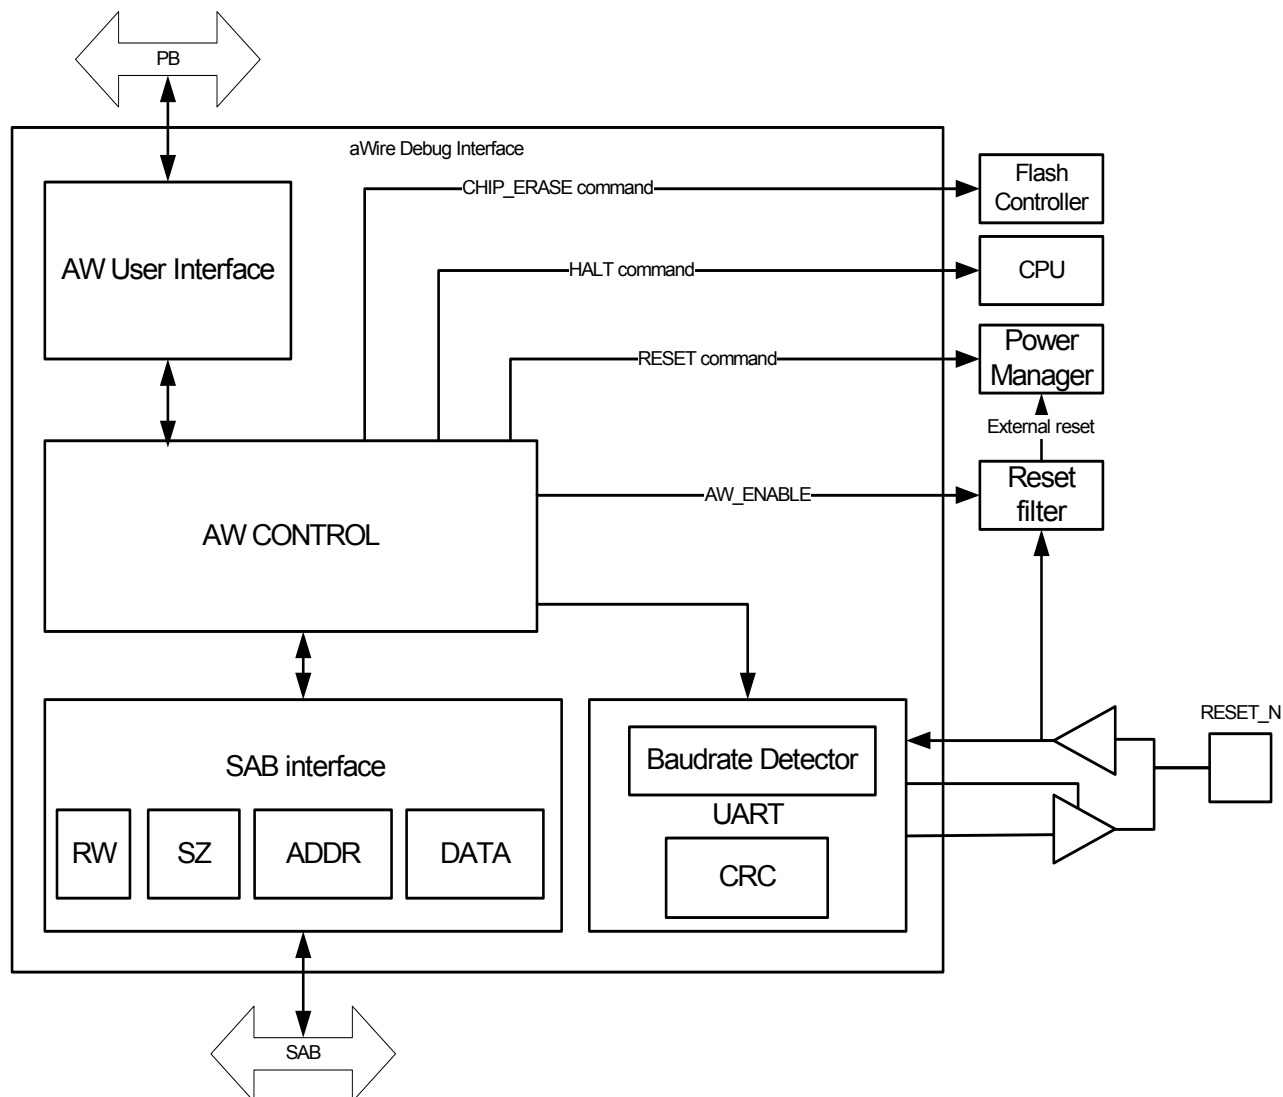 PB
aWire Debug Interface
CHIP_ERASE command
Flash
Controller
AW User Interface
HALT command
CPU
RESET command
Power
Manager
External reset
AW CONTROL
AW_ENABLE
Reset
filter
SAB interface
RW
SZ
ADDR
DATA
Baudrate Detector
UART
CRC
RESET_N
SAB